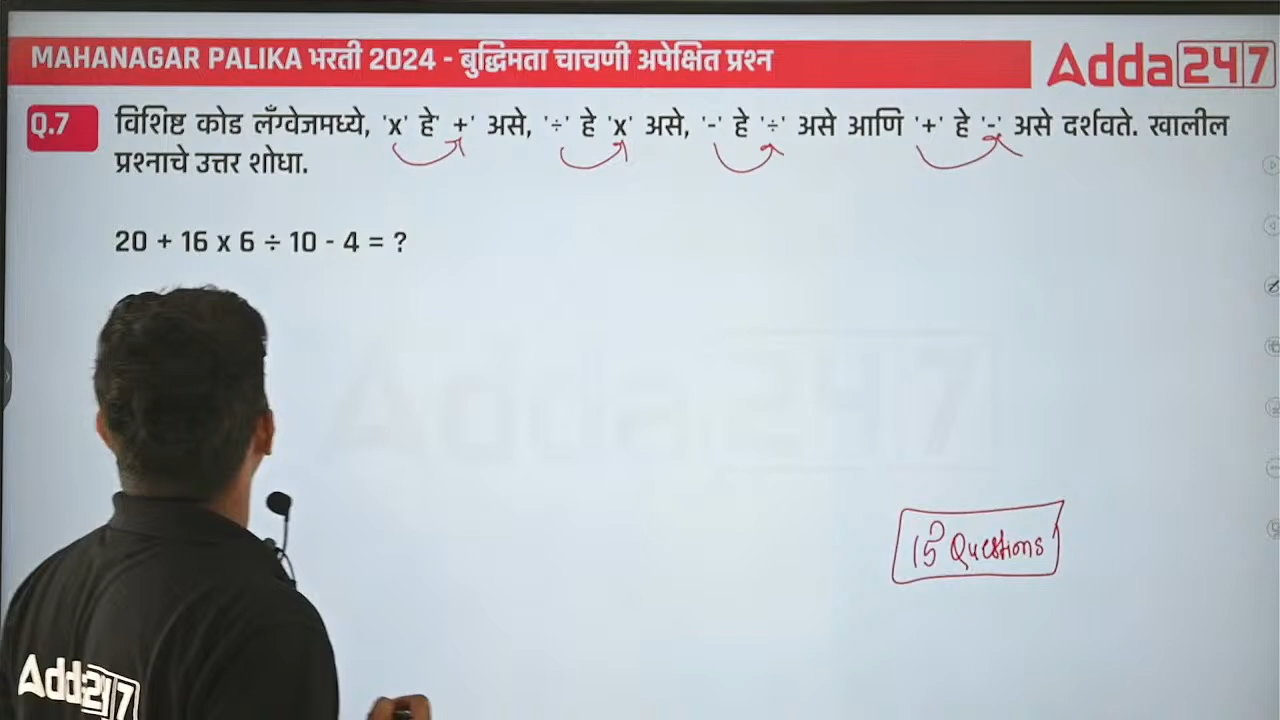 MAHANAGAR PALIKA भरती 2024 - बुद्धिमता चाचणी अपेक्षित प्रश्न
Adda247
Q.7
विशिष्ट कोड लँग्वेजमध्ये, 'x' हे' +' असे, '÷' हे 'x' असे, '-' हे '÷' असे आणि '+' हे '-' असे दर्शवते. खालील
प्रश्नाचे उत्तर शोधा.
20 + 16 x 6 ÷ 10 - 4 = ?
Adda247
15 Questions
Adda247